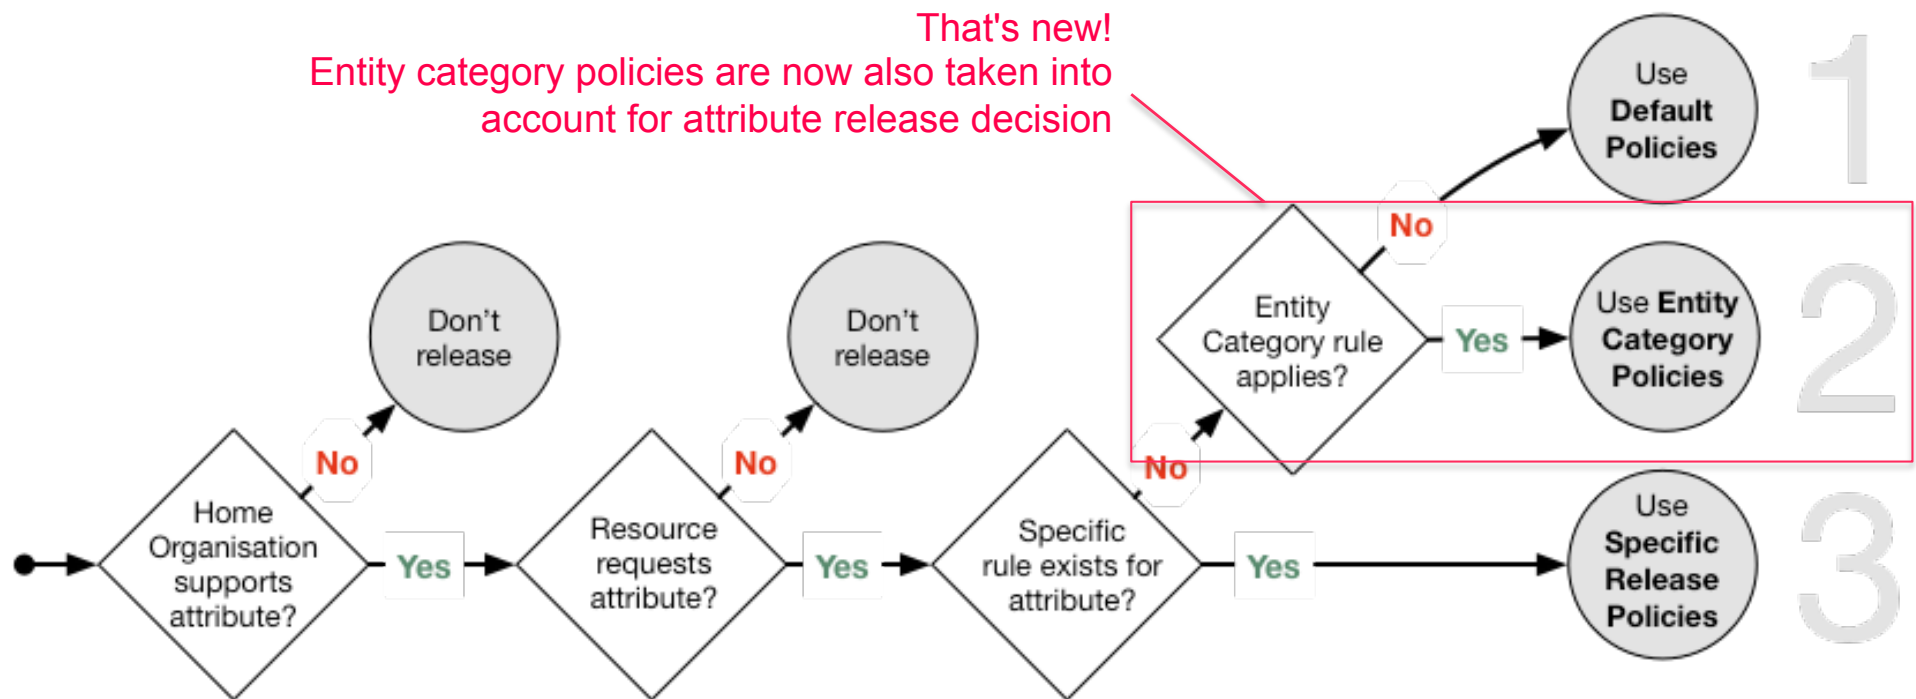 That's new!
Entity category policies are now also taken into
account for attribute release decision
Use
Default
Policies
1
No
Don't
release
Don't
release
Entity
Category rule
applies?
Yes
Use Entity
Category
Policies
2
No
No
No
Home
Organisation
supports
attribute?
Yes
Resource
requests
attribute?
Yes
Specific
rule exists for
attribute?
Yes
Use
Specific
Release
Policies
3